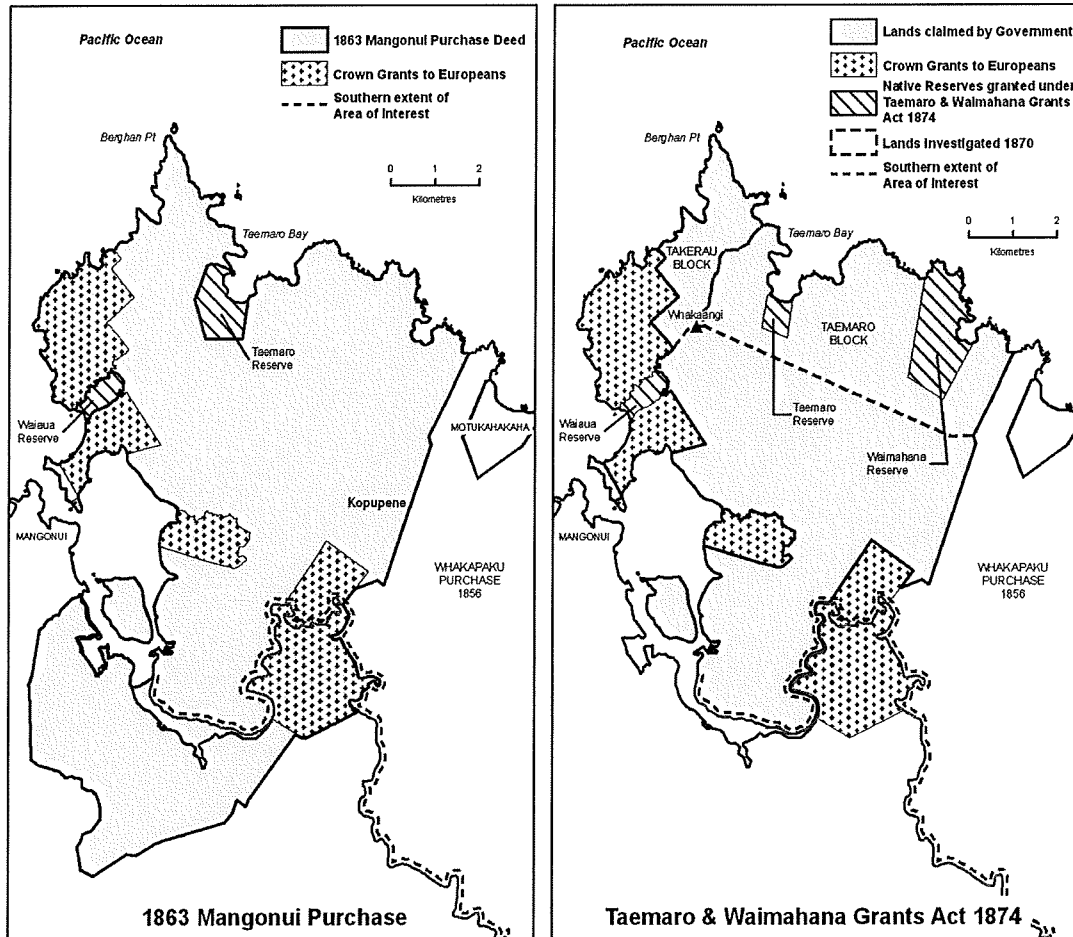 Pacific Ocean
1863 Mangonui Purchase Deed
Crown Grants to Europeans
Southern extent of
Area of Interest
Berghan Pt
0 1 2
Kilometres
Taemaro Bay
Taemaro
Reserve
Waiaua
Reserve
MOTUKAHAKAHA
Kopupene
MANGONUI
WHAKAPAKU
PURCHASE
1856
1863 Mangonui Purchase
Pacific Ocean
Lands claimed by Government
Crown Grants to Europeans
Native Reserves granted under
Taemaro & Waimahana Grants
Act 1874
Lands Investigated 1870
Southern extent of
Area of Interest
Berghan Pt
0 1 2
Kilometres
Taemaro Bay
TAKERAU
BLOCK
Whakaangi
TAEMARO
BLOCK
Taemaro
Reserve
Waiaua
Reserve
Waimahana
Reserve
MANGONUI
WHAKAPAKU
PURCHASE
1856
Taemaro & Waimahana Grants Act 1874